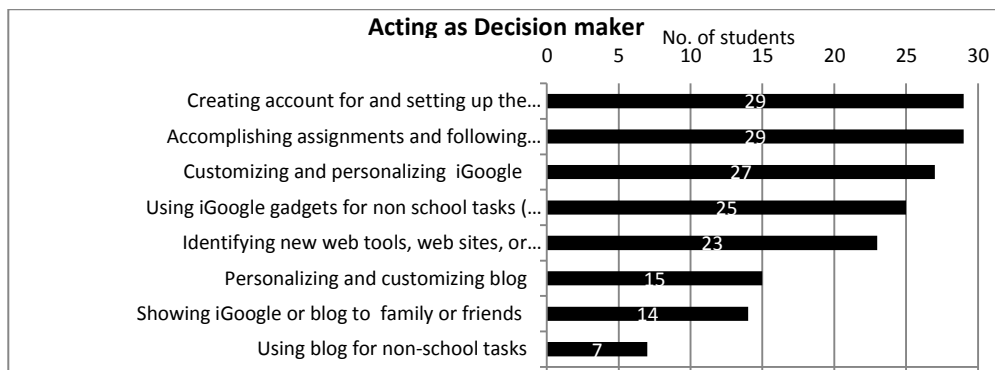 Acting as Decision maker
No. of students
0 5 10 15 20 25 30
Creating account for and setting up the... 29
Accomplishing assignments and following... 29
Customizing and personalizing iGoogle 27
Using iGoogle gadgets for non school tasks (... 25
Identifying new web tools, web sites, or... 23
Personalizing and customizing blog 15
Showing iGoogle or blog to family or friends 14
Using blog for non-school tasks 7